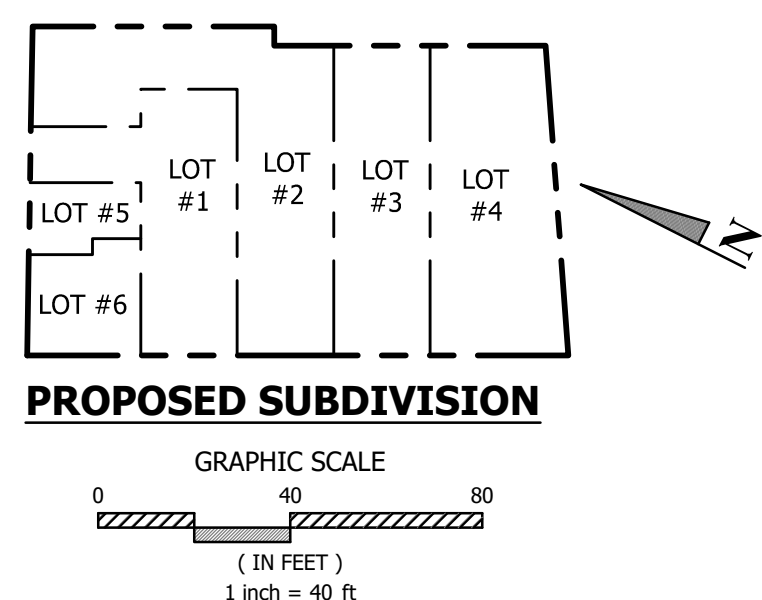 LOT
#1
LOT
#2
LOT
#3
LOT
#4
LOT #5
LOT #6
N
PROPOSED SUBDIVISION
GRAPHIC SCALE
0 40 80
( IN FEET )
1 inch = 40 ft